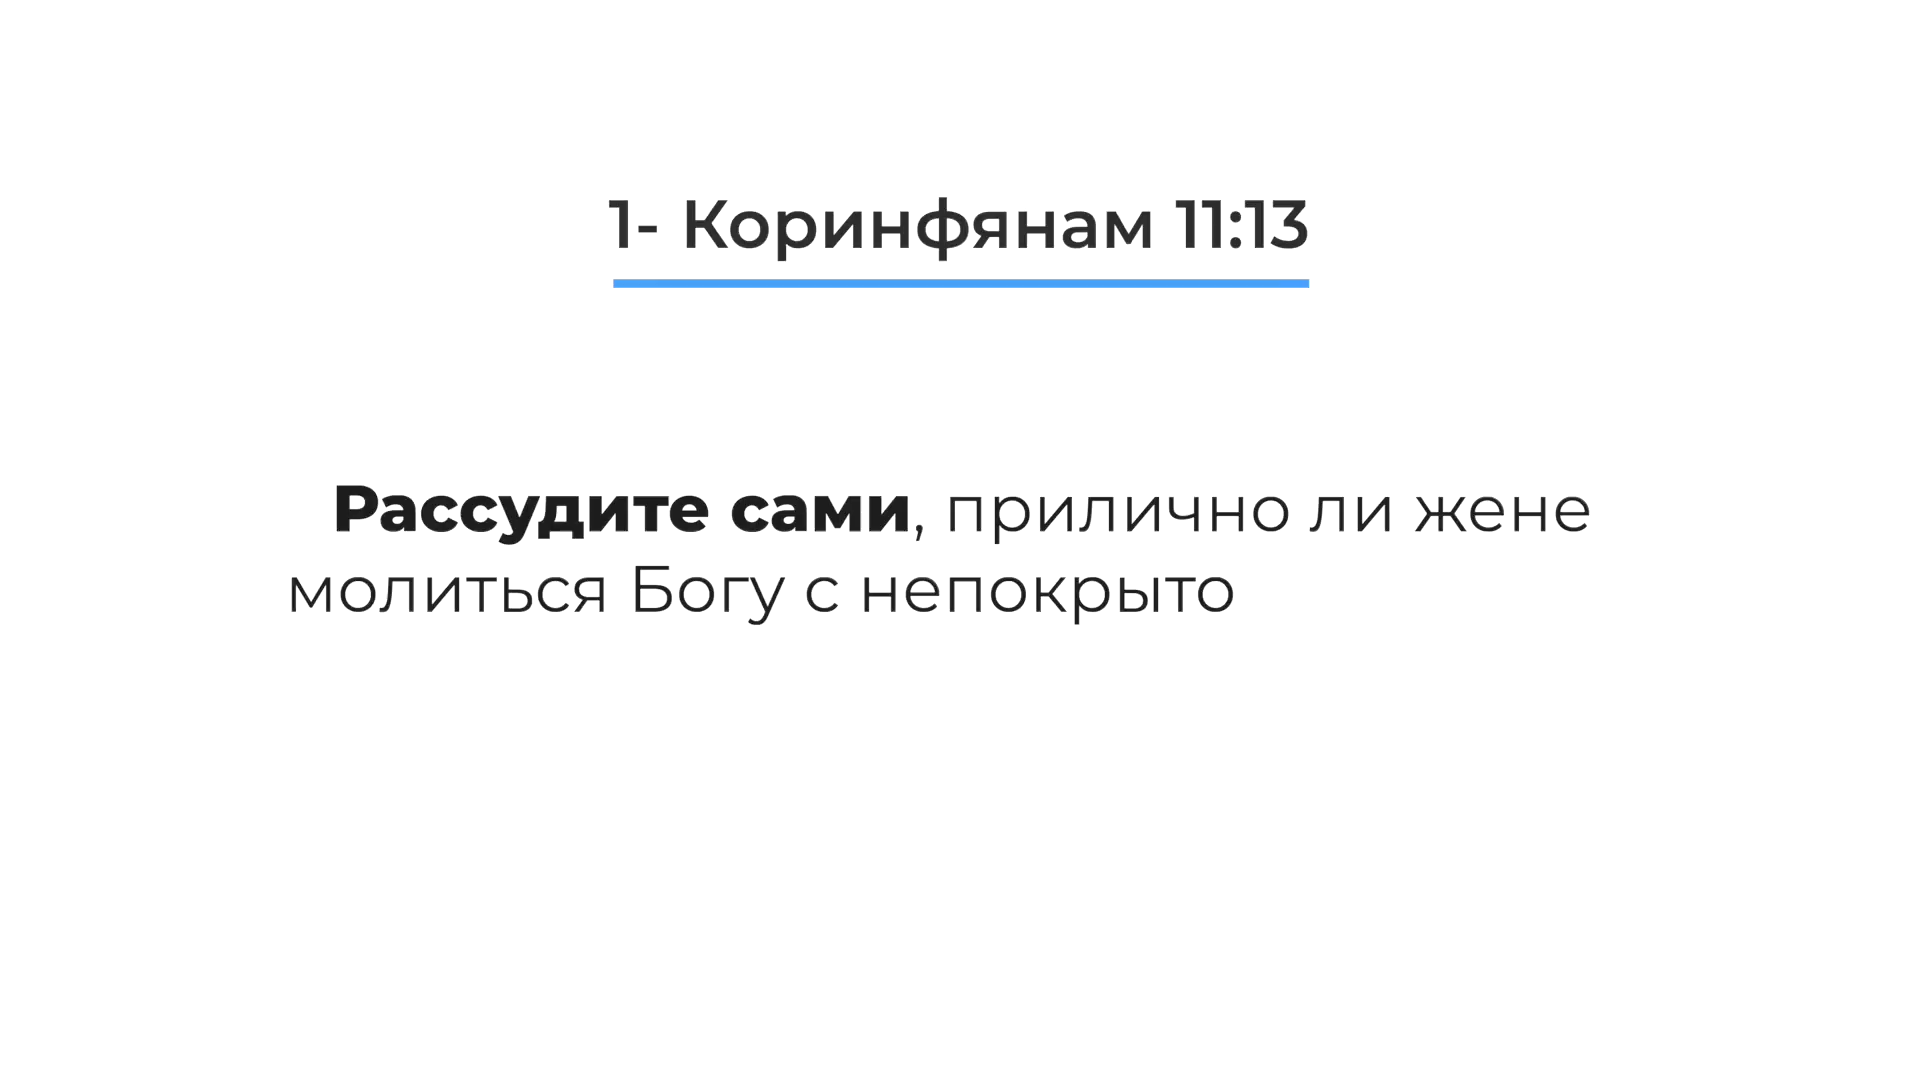 1- Коринфянам 11:13
Рассудите сами, прилично ли жене
молиться Богу с непокрыто